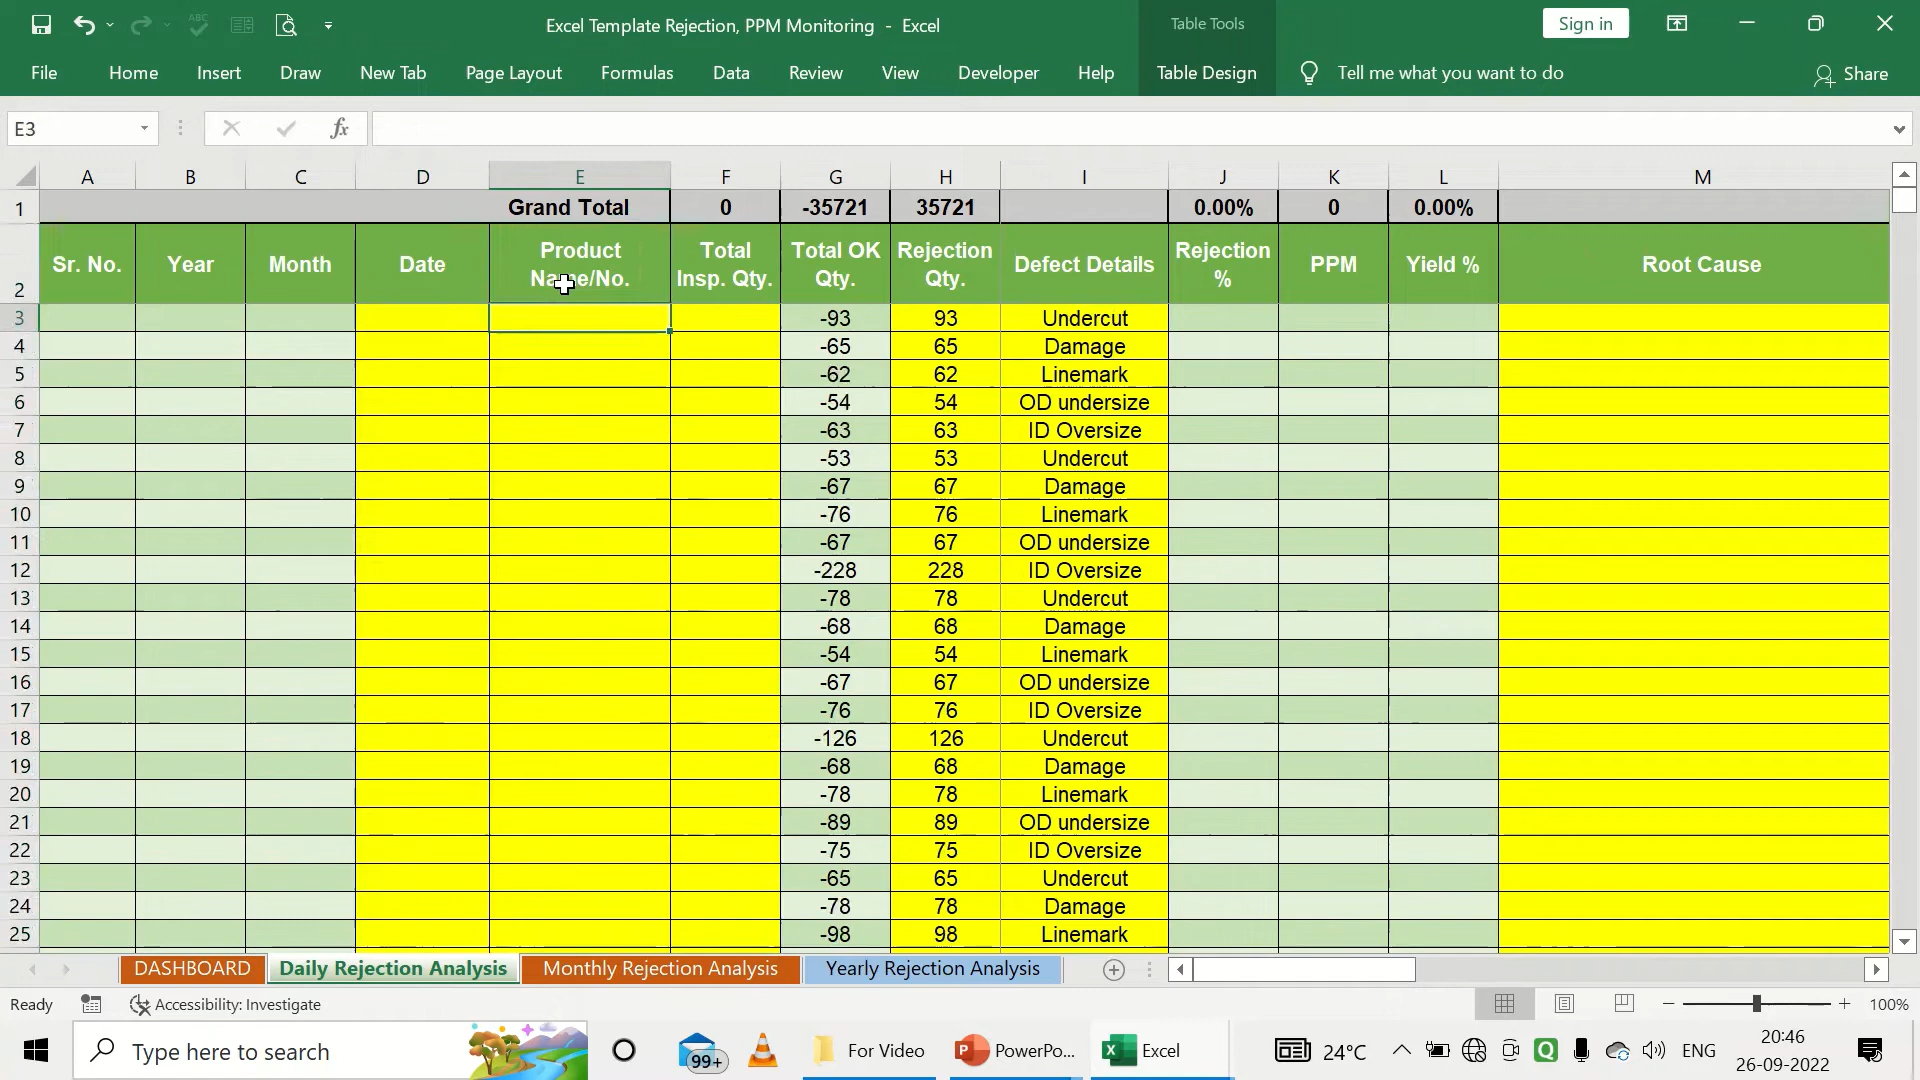 Excel Template Rejection, PPM Monitoring - Excel
Table Tools
Sign in
File Home Insert Draw New Tab Page Layout Formulas Data Review View Developer Help Table Design Tell me what you want to do Share
E3 fx
A B C D E F G H I J K L M
1 Grand Total 0 -35721 35721 0.00% 0 0.00%
2 Sr. No. Year Month Date Product Name/No. Total Insp. Qty. Total OK Qty. Rejection Qty. Defect Details Rejection % PPM Yield % Root Cause
3 -93 93 Undercut
4 -65 65 Damage
5 -62 62 Linemark
6 -54 54 OD undersize
7 -63 63 ID Oversize
8 -53 53 Undercut
9 -67 67 Damage
10 -76 76 Linemark
11 -67 67 OD undersize
12 -228 228 ID Oversize
13 -78 78 Undercut
14 -68 68 Damage
15 -54 54 Linemark
16 -67 67 OD undersize
17 -76 76 ID Oversize
18 -126 126 Undercut
19 -68 68 Damage
20 -78 78 Linemark
21 -89 89 OD undersize
22 -75 75 ID Oversize
23 -65 65 Undercut
24 -78 78 Damage
25 -98 98 Linemark
DASHBOARD Daily Rejection Analysis Monthly Rejection Analysis Yearly Rejection Analysis
Ready Accessibility: Investigate 100%
Type here to search 99+ For Video PowerPo... Excel 24°C ENG 20:46
26-09-2022